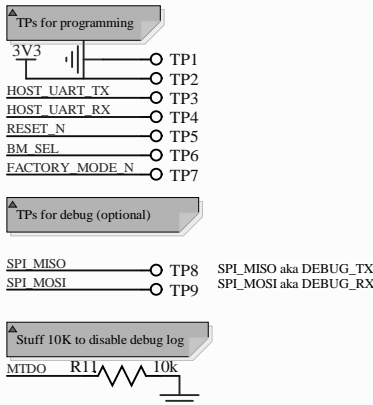 TPs for programming
3V3
TP1
TP2
HOST_UART_TX TP3
HOST_UART_RX TP4
RESET_N TP5
BM_SEL TP6
FACTORY_MODE_N TP7
TPs for debug (optional)
SPI_MISO TP8 SPI_MISO aka DEBUG_TX
SPI_MOSI TP9 SPI_MOSI aka DEBUG_RX
Stuff 10K to disable debug log
MTDO R11 10k